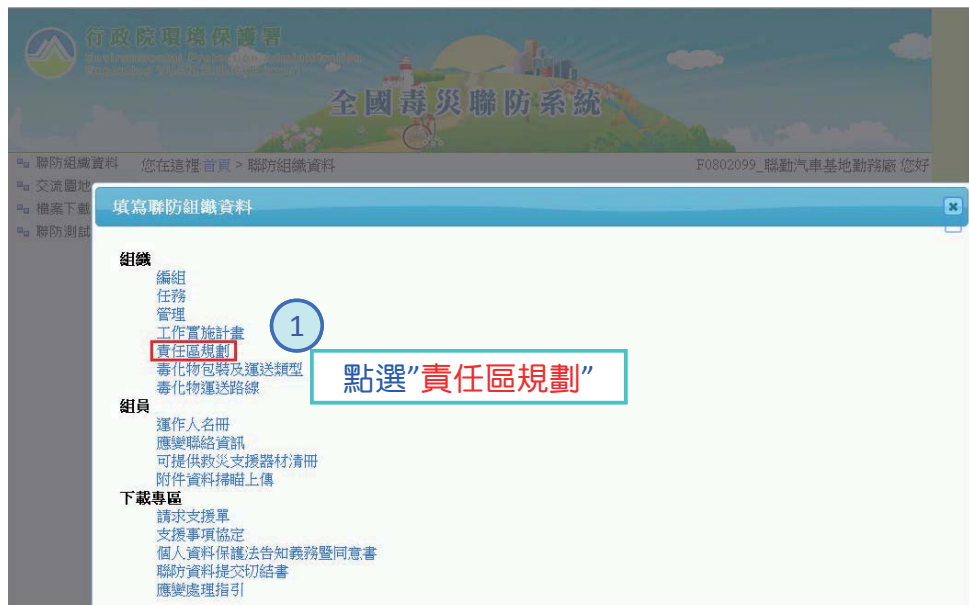 行政院環境保護署
全國毒災聯防系統
聯防組織資料
您在這裡:首頁 > 聯防組織資料
F0802099_聯勤汽車基地勤務廠 您好
交流園地
檔案下載
聯防測試
填寫聯防組織資料
組織
編組
任務
管理
工作實施計畫
責任區規劃
毒化物包裝及運送類型
毒化物運送路線
1
點選”責任區規劃”
組員
運作人名冊
應變聯絡資訊
可提供救災支援器材清冊
附件資料掃瞄上傳
下載專區
請求支援單
支援事項協定
個人資料保護法告知義務暨同意書
聯防資料提交切結書
應變處理指引